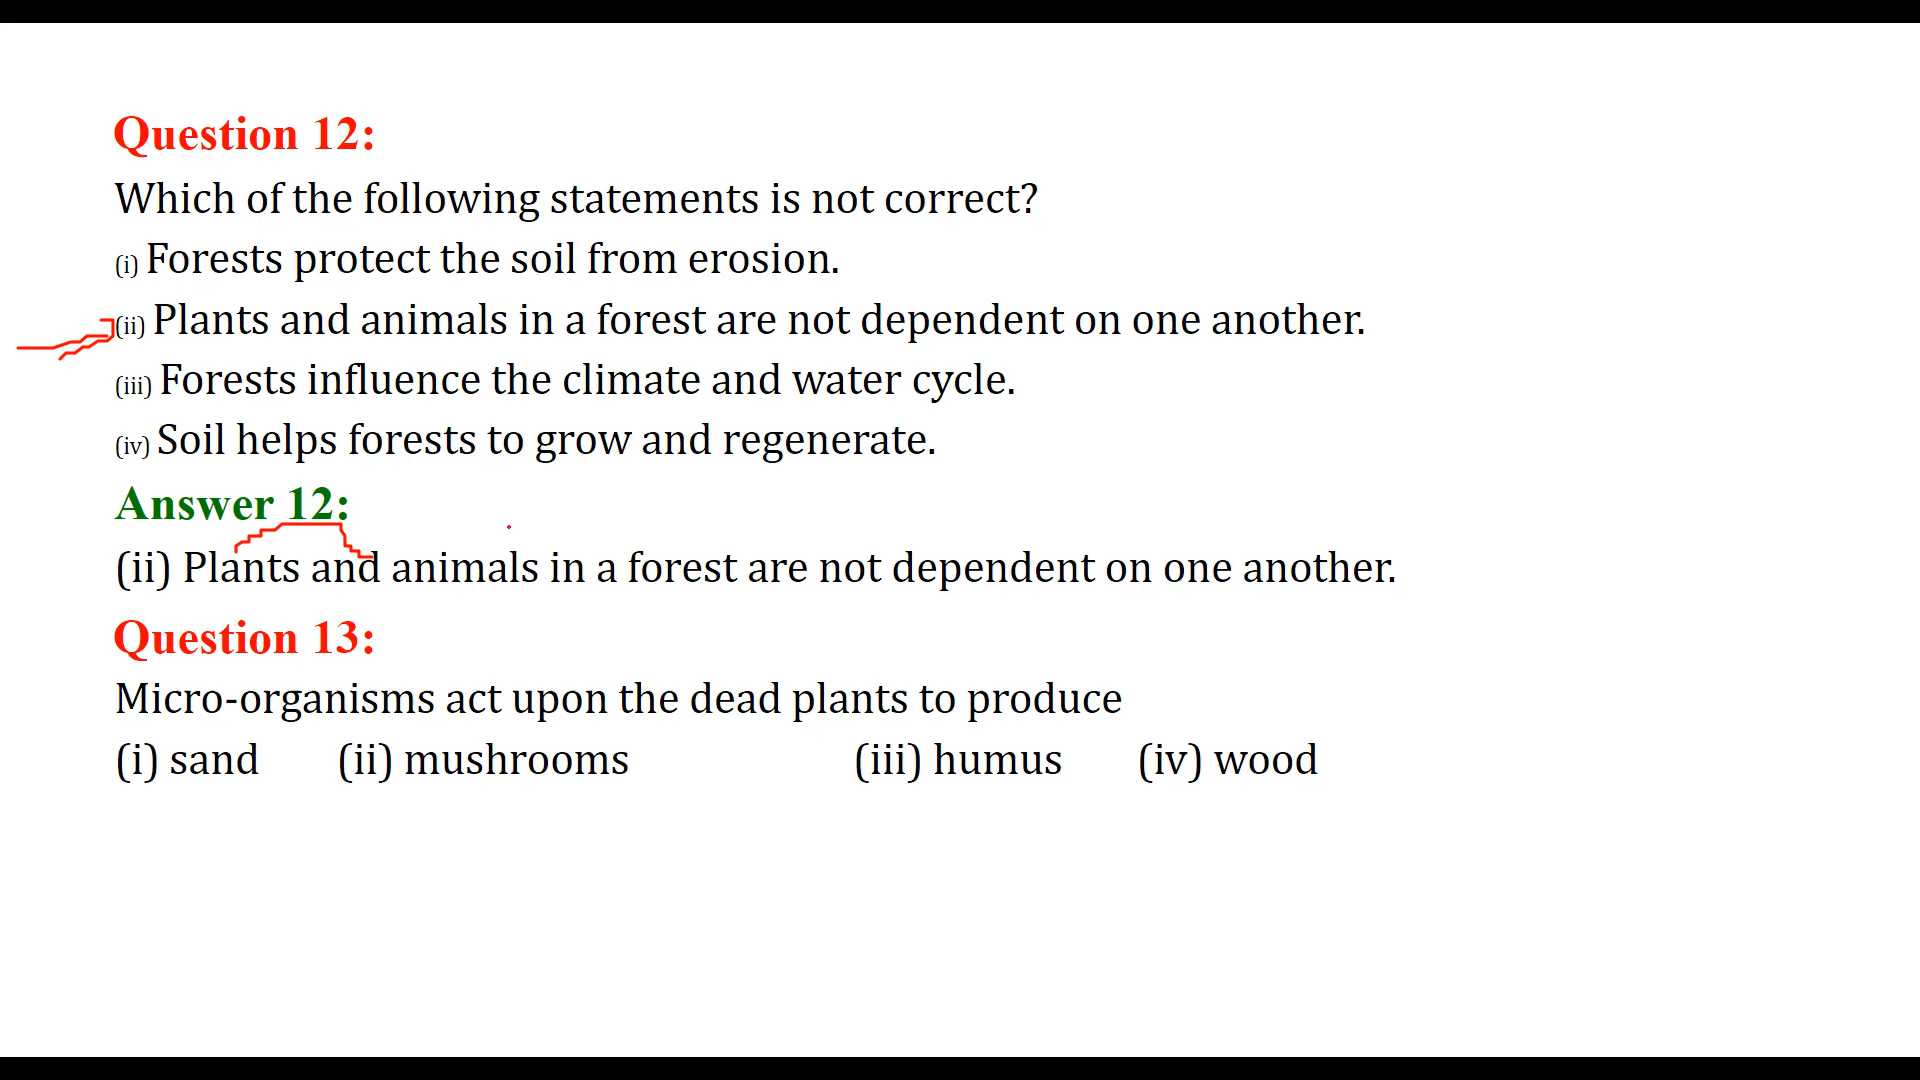 Question 12:
Which of the following statements is not correct?
(i) Forests protect the soil from erosion.
(ii) Plants and animals in a forest are not dependent on one another.
(iii) Forests influence the climate and water cycle.
(iv) Soil helps forests to grow and regenerate.
Answer 12:
(ii) Plants and animals in a forest are not dependent on one another.
Question 13:
Micro-organisms act upon the dead plants to produce
(i) sand (ii) mushrooms (iii) humus (iv) wood